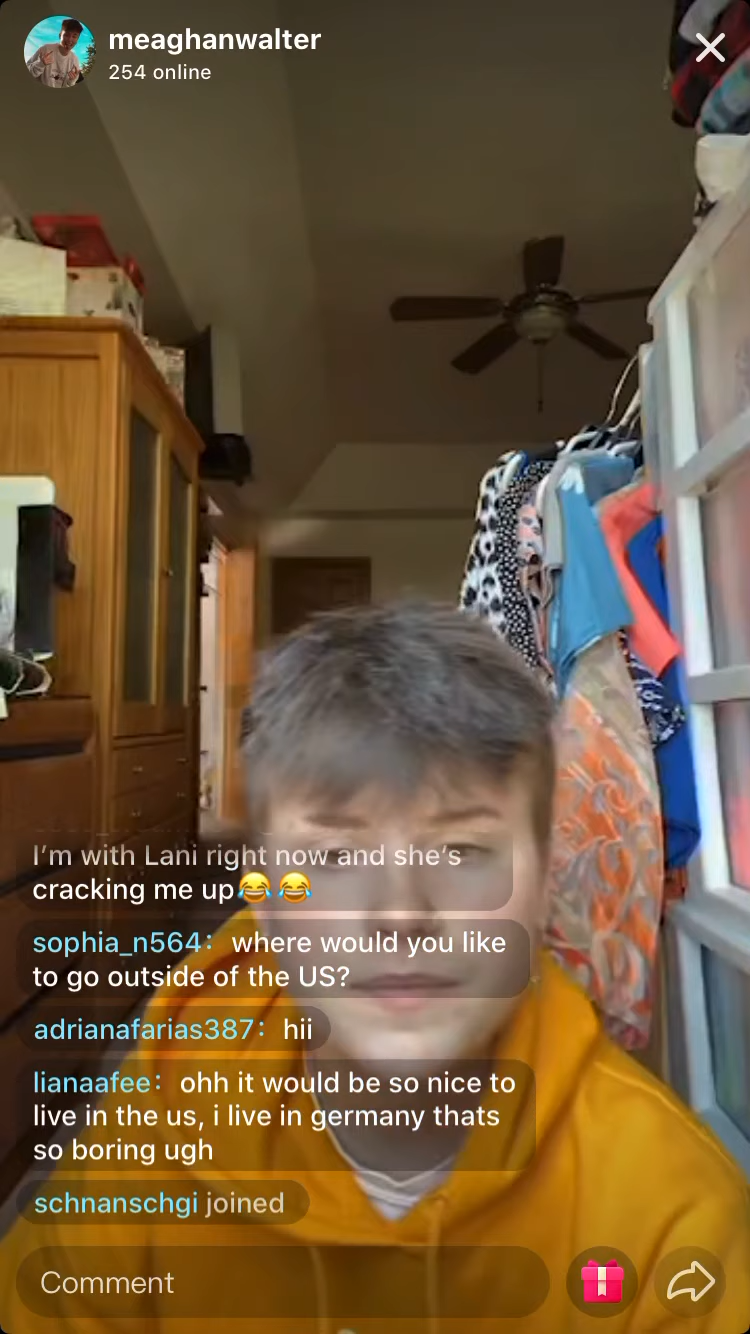 meaghanwalter
254 online
I'm with Lani right now and she's
cracking me up😂 😂
sophia_n564: where would you like
to go outside of the US?
adrianafarias387: hii
lianaafee: ohh it would be so nice to
live in the us, i live in germany thats
so boring ugh
schnanschgi joined
Comment